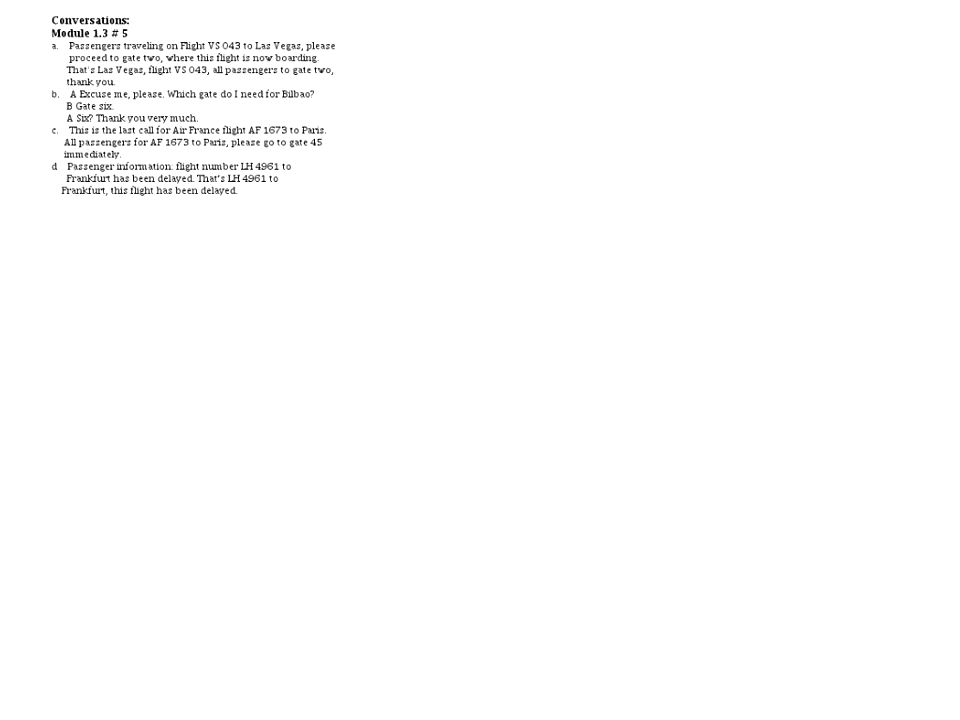 Conversations:
Module 1.3 # 5
a. Passengers traveling on Flight VS 043 to Las Vegas, please
proceed to gate two, where this flight is now boarding.
That's Las Vegas, flight VS 043, all passengers to gate two,
thank you.
b. A Excuse me, please. Which gate do I need for Bilbao?
B Gate six.
A Six? Thank you very much.
c. This is the last call for Air France flight AF 1673 to Paris.
All passengers for AF 1673 to Paris, please go to gate 45
immediately.
d Passenger information: flight number LH 4961 to
Frankfurt has been delayed. That's LH 4961 to
Frankfurt, this flight has been delayed.